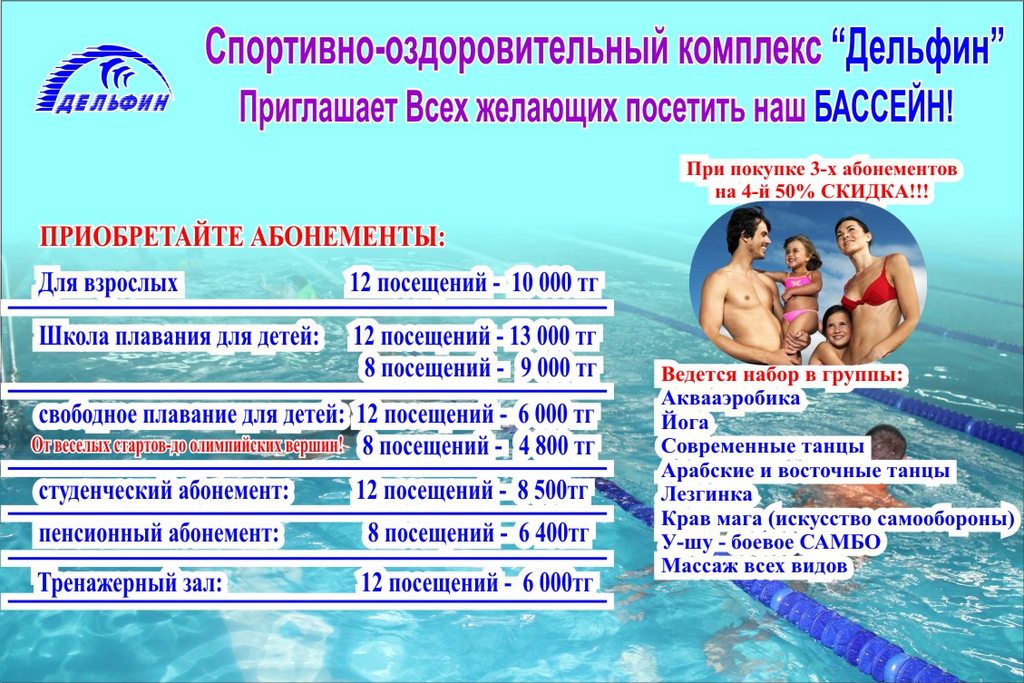 ДЕЛЬФИН
Спортивно-оздоровительный комплекс “Дельфин”
Приглашает Всех желающих посетить наш БАССЕЙН!
ПРИОБРЕТАЙТЕ АБОНЕМЕНТЫ:
Для взрослых 12 посещений - 10 000 тг
Школа плавания для детей: 12 посещений - 13 000 тг
8 посещений - 9 000 тг
свободное плавание для детей: 12 посещений - 6 000 тг
От веселых стартов-до олимпийских вершин! 8 посещений - 4 800 тг
студенческий абонемент: 12 посещений - 8 500тг
пенсионный абонемент: 8 посещений - 6 400тг
Тренажерный зал: 12 посещений - 6 000тг
При покупке 3-х абонементов
на 4-й 50% СКИДКА!!!
Ведется набор в группы:
Аквааэробика
Йога
Современные танцы
Арабские и восточные танцы
Лезгинка
Крав мага (искусство самообороны)
У-шу - боевое САМБО
Массаж всех видов